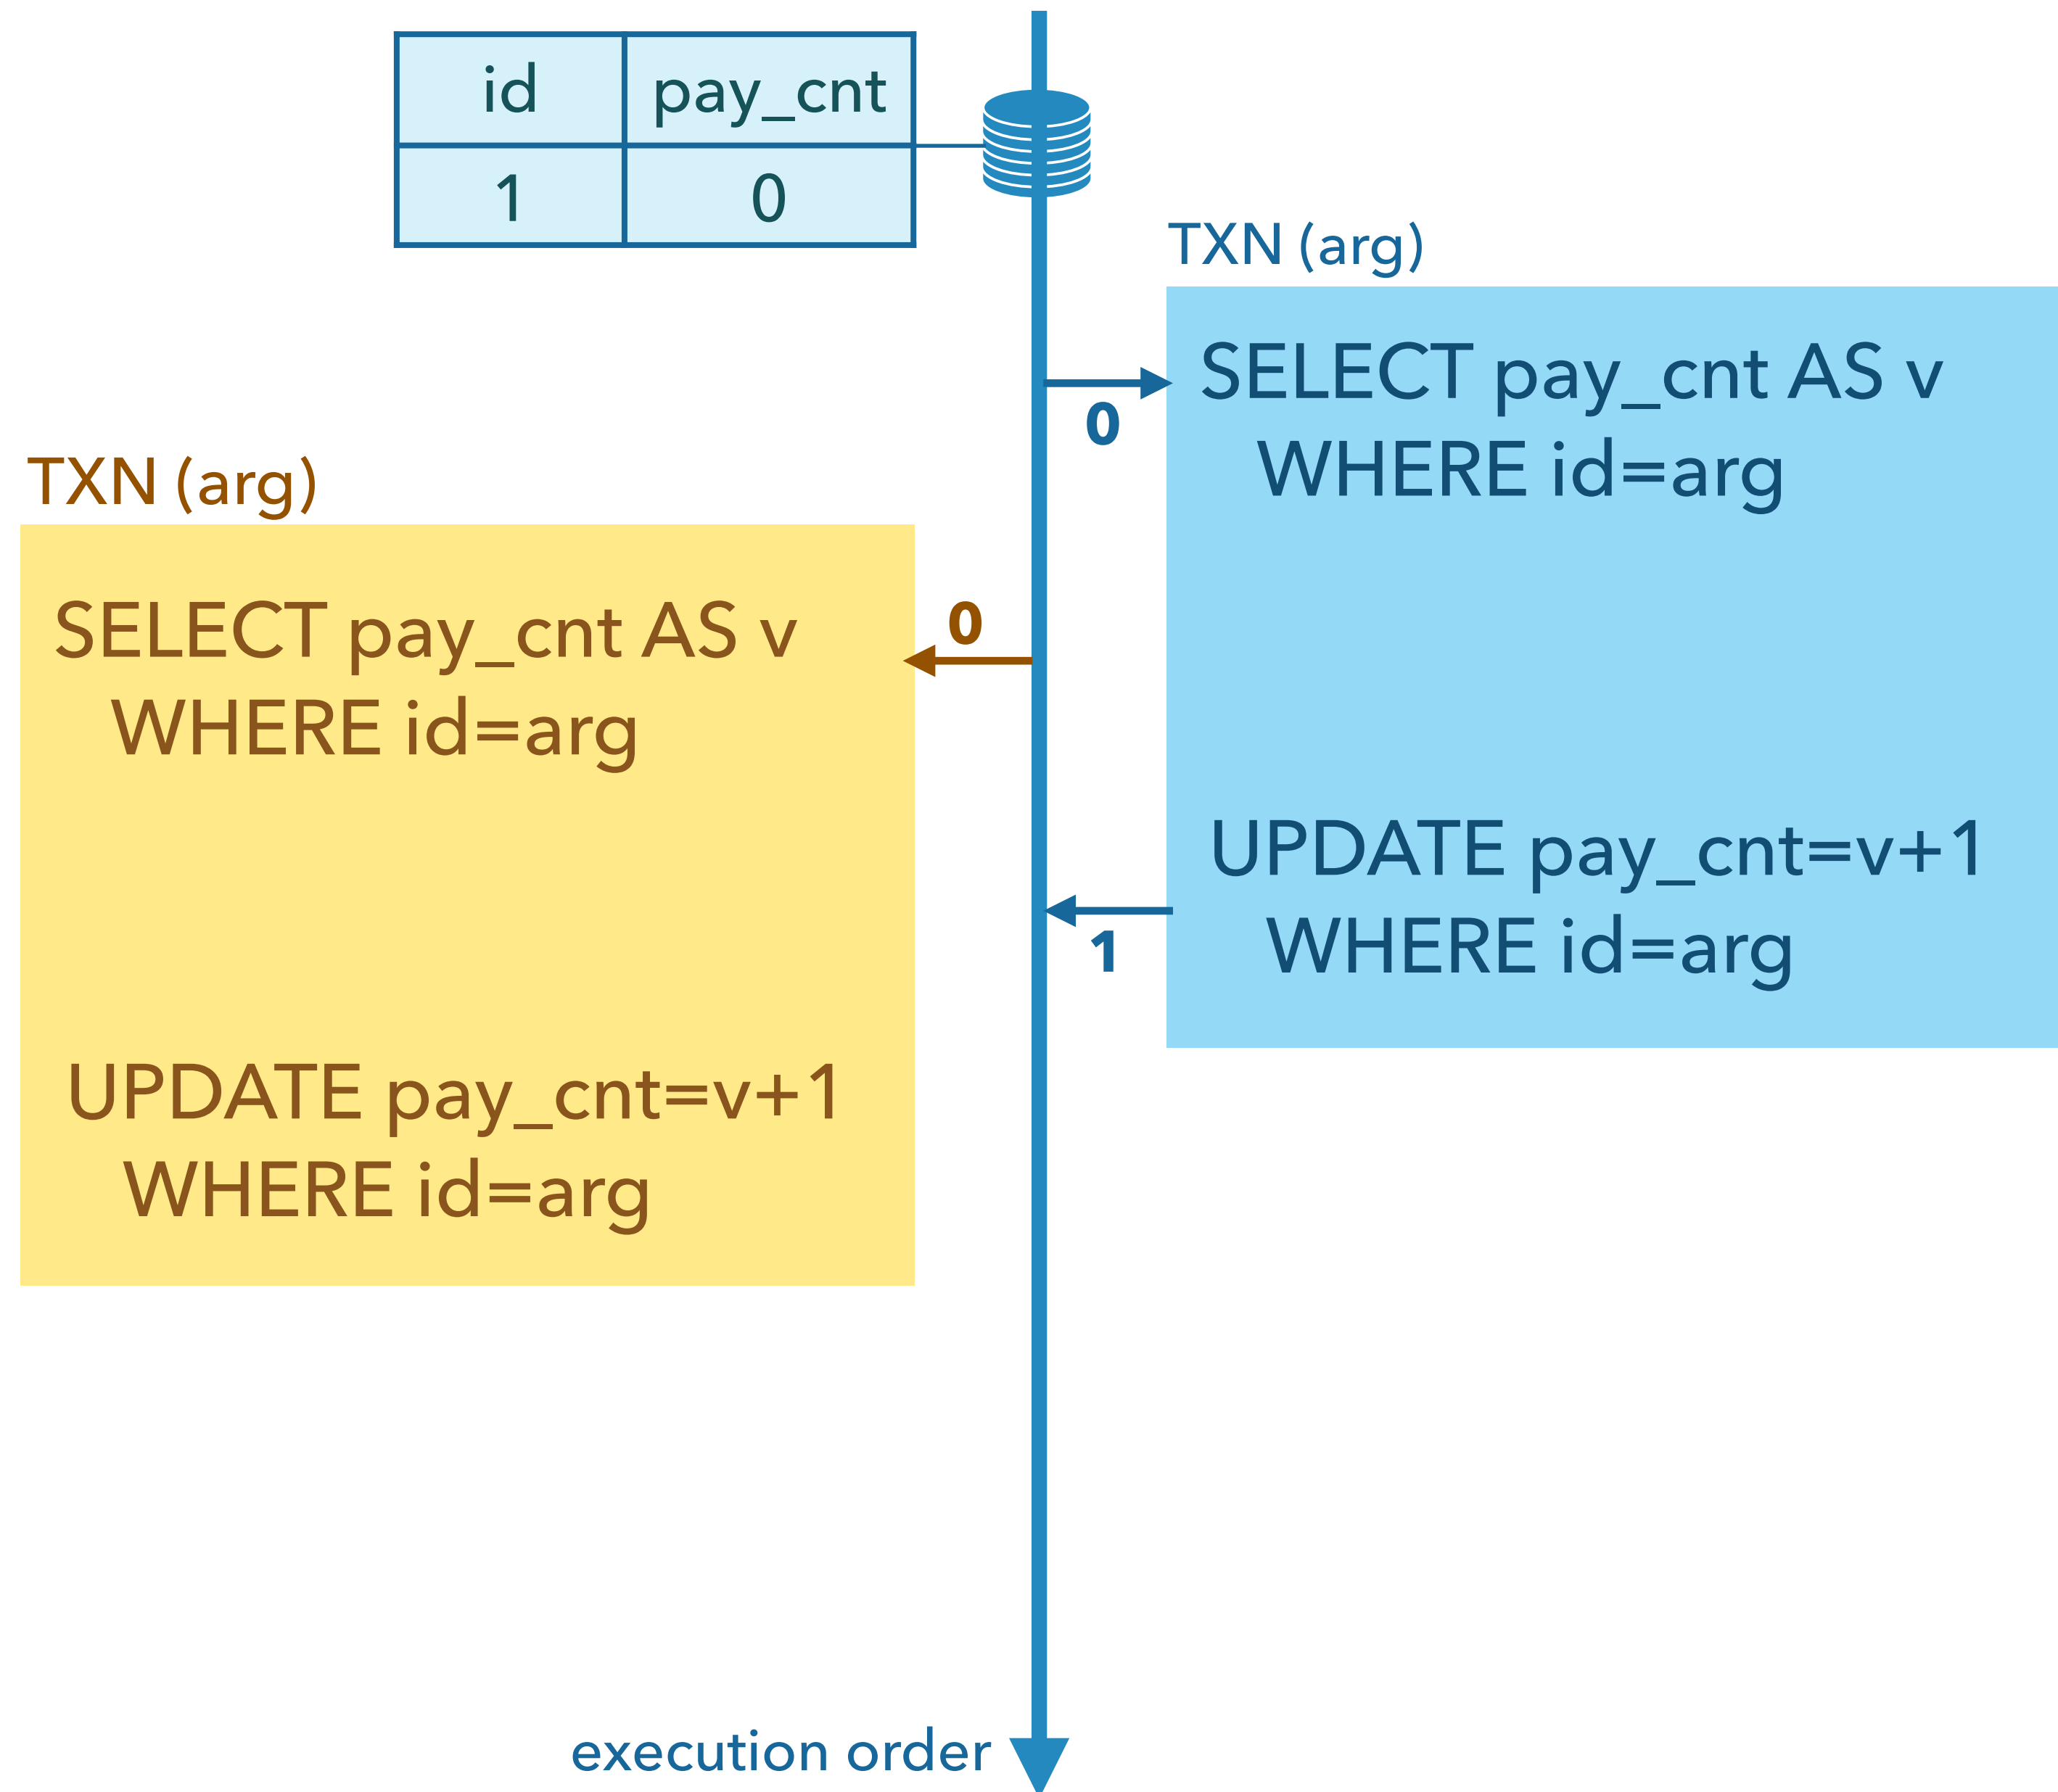 id pay_cnt
1 0
TXN (arg)
SELECT pay_cnt AS v
WHERE id=arg
0
TXN (arg)
0
SELECT pay_cnt AS v
WHERE id=arg
UPDATE pay_cnt=v+1
WHERE id=arg
1
UPDATE pay_cnt=v+1
WHERE id=arg
execution order